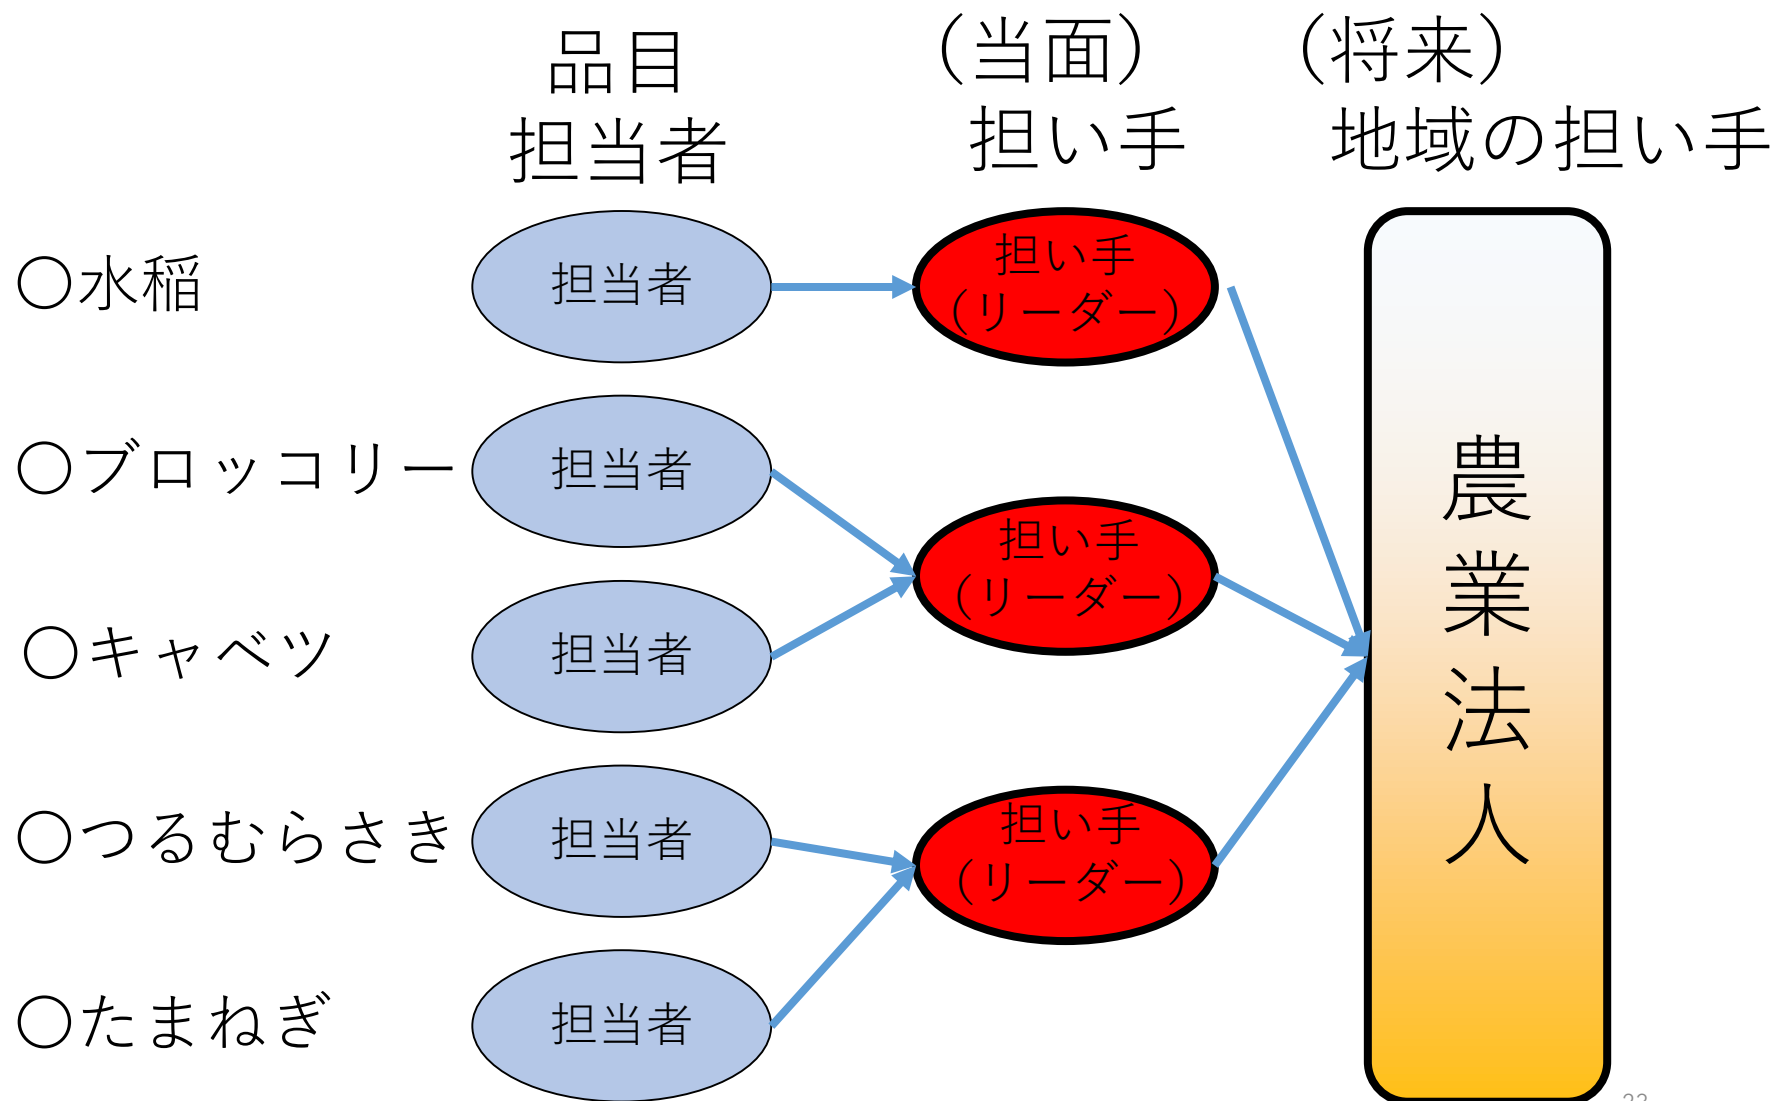 品目
担当者
（当面）
担い手
（将来）
地域の担い手
○水稲
担当者
担い手
（リーダー）
○ブロッコリー
担当者
担い手
（リーダー）
○キャベツ
担当者
○つるむらさき
担当者
担い手
（リーダー）
○たまねぎ
担当者
農業法人